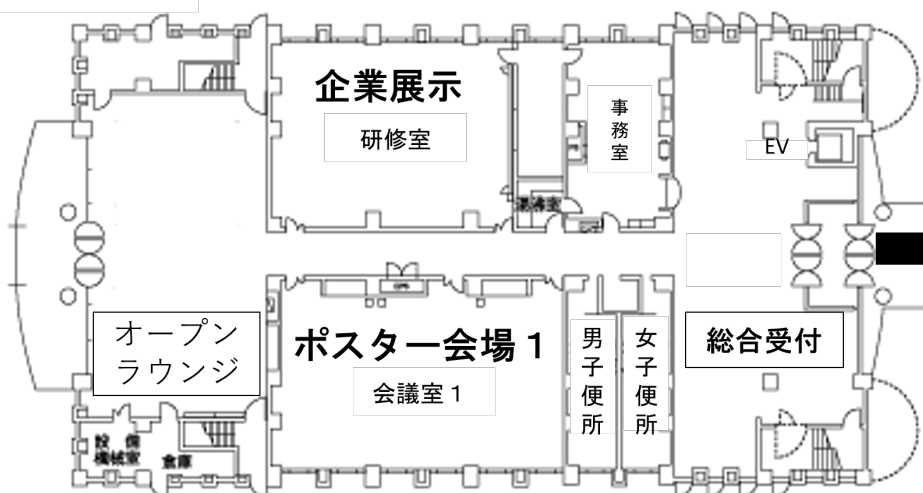 企業展示
研修室
事務室
EV
湯沸室
オープン
ラウンジ
ポスター会場1
会議室1
男子便所
女子便所
総合受付
設備
機械室
倉庫